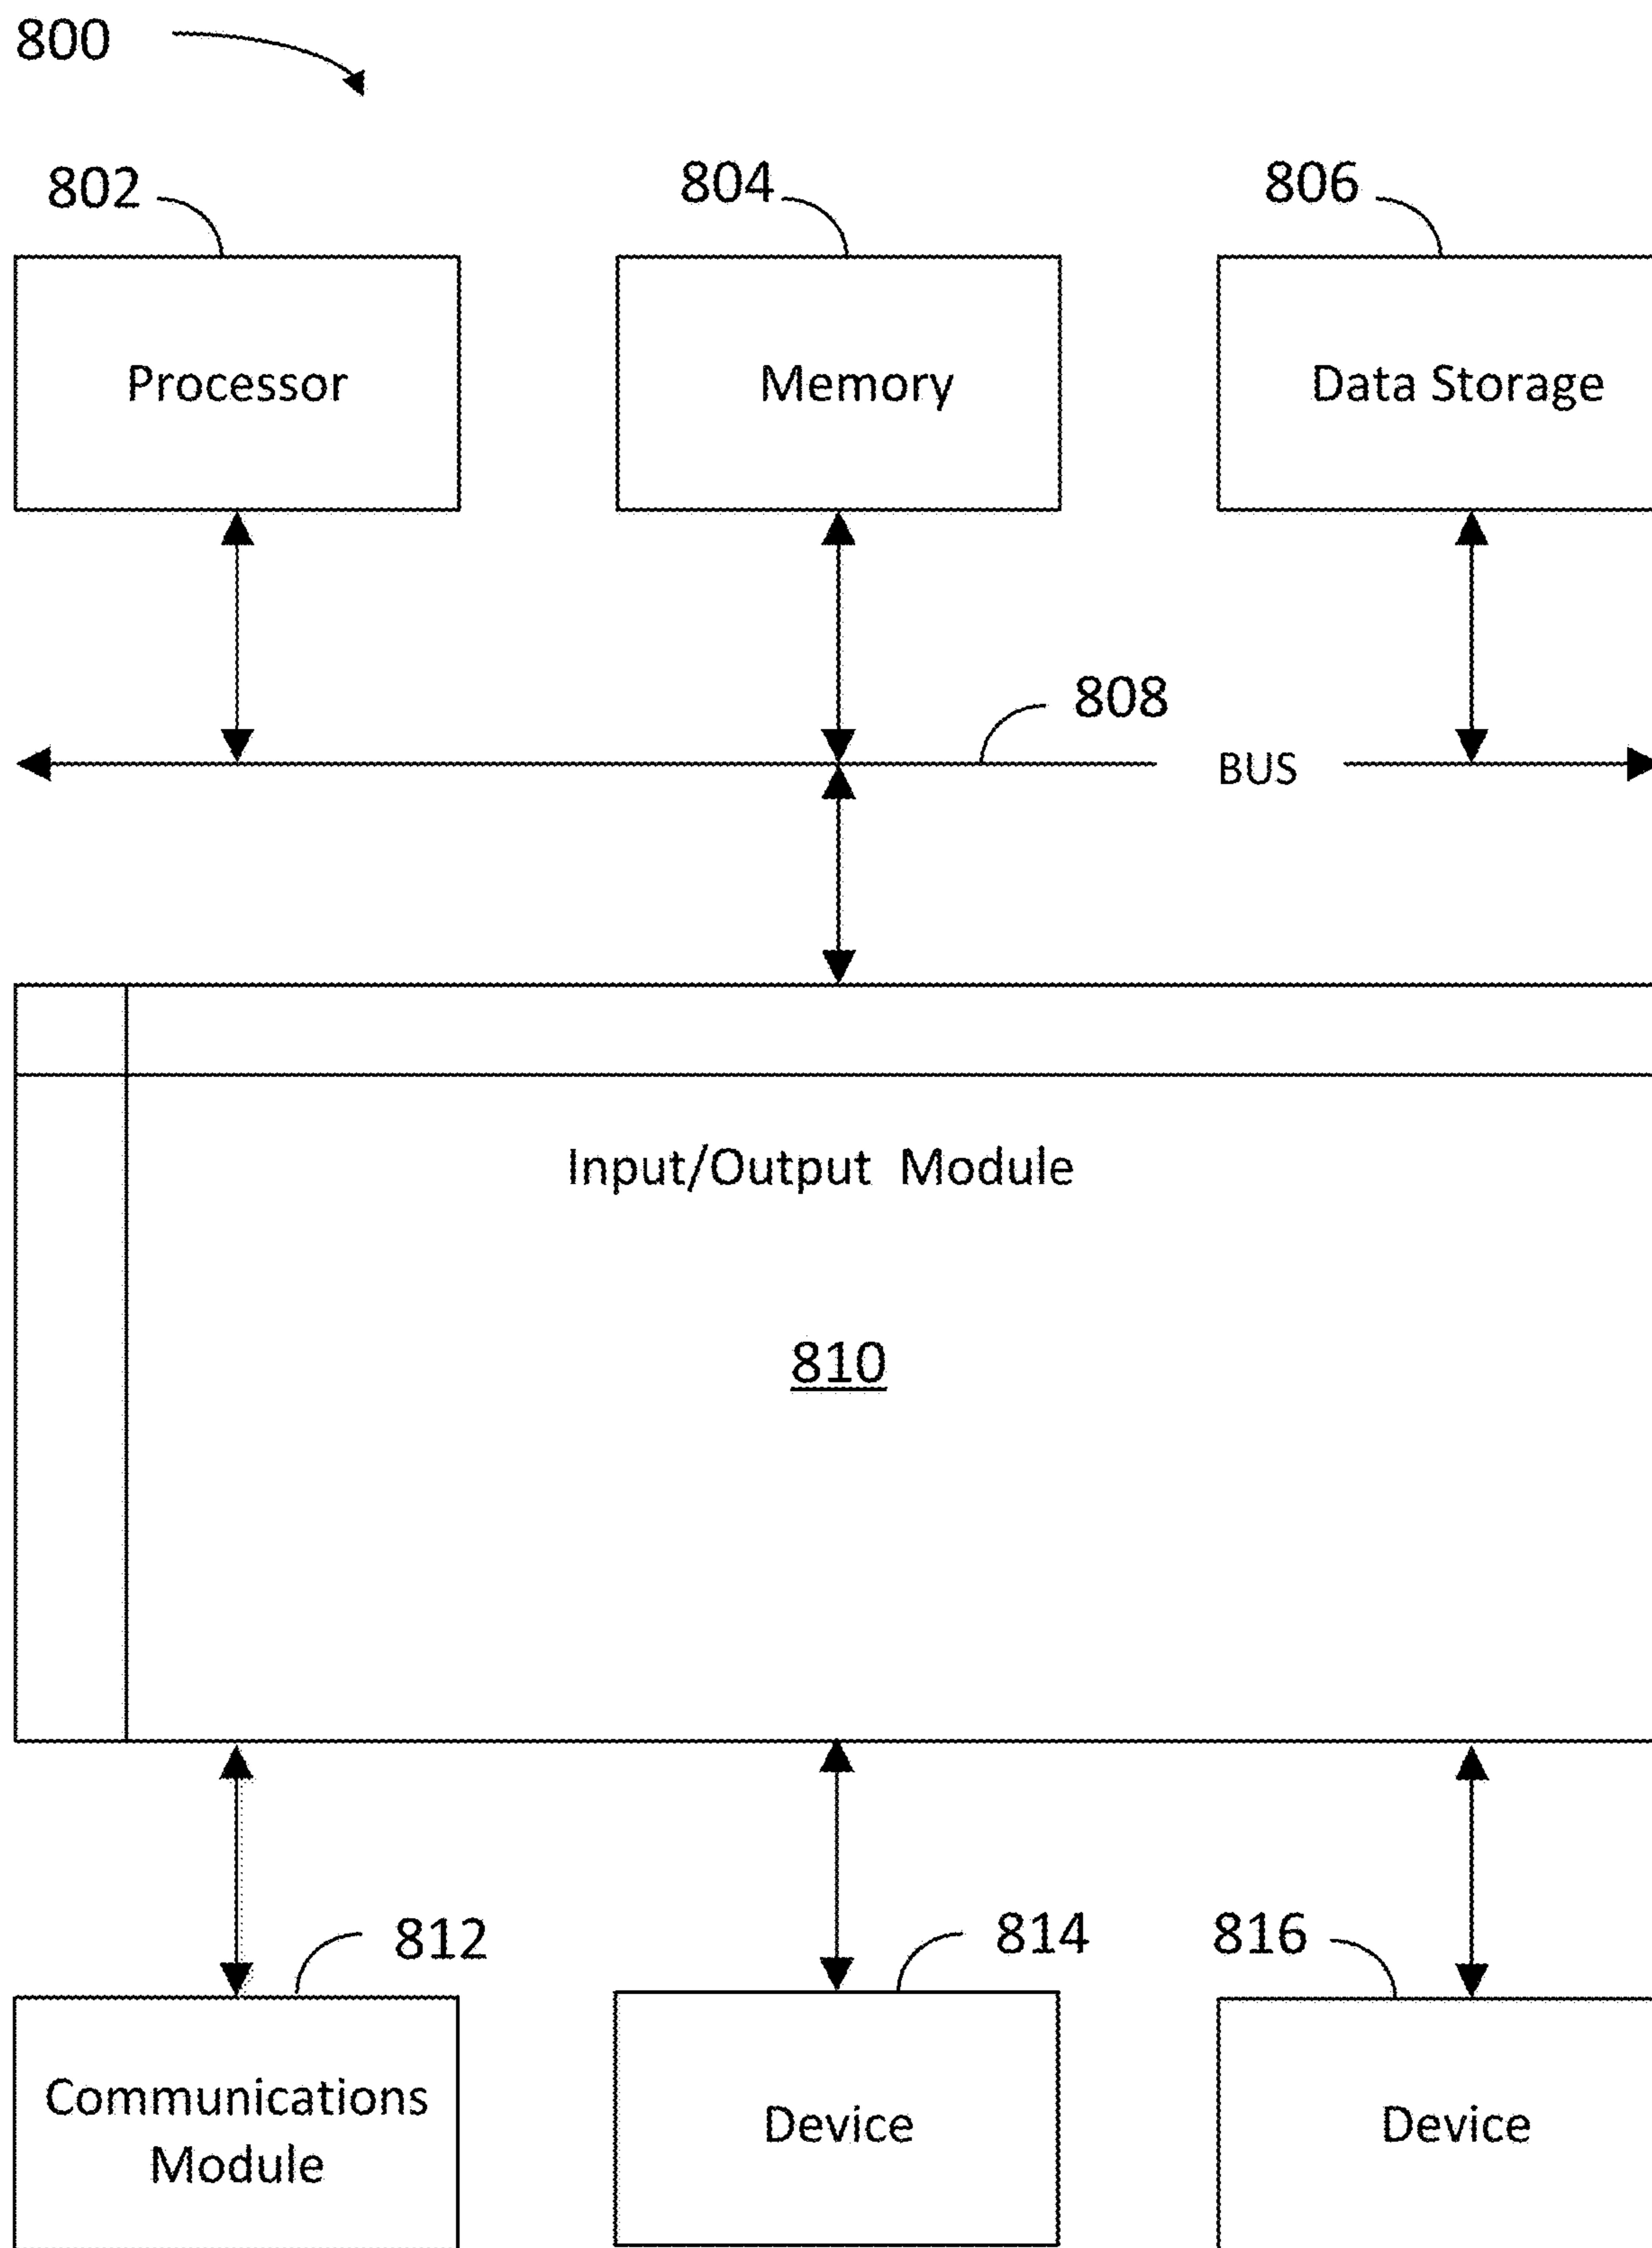 800
802
804
806
Processor
Memory
Data Storage
808
BUS
Input/Output Module
810
812
814
816
Communications
Module
Device
Device